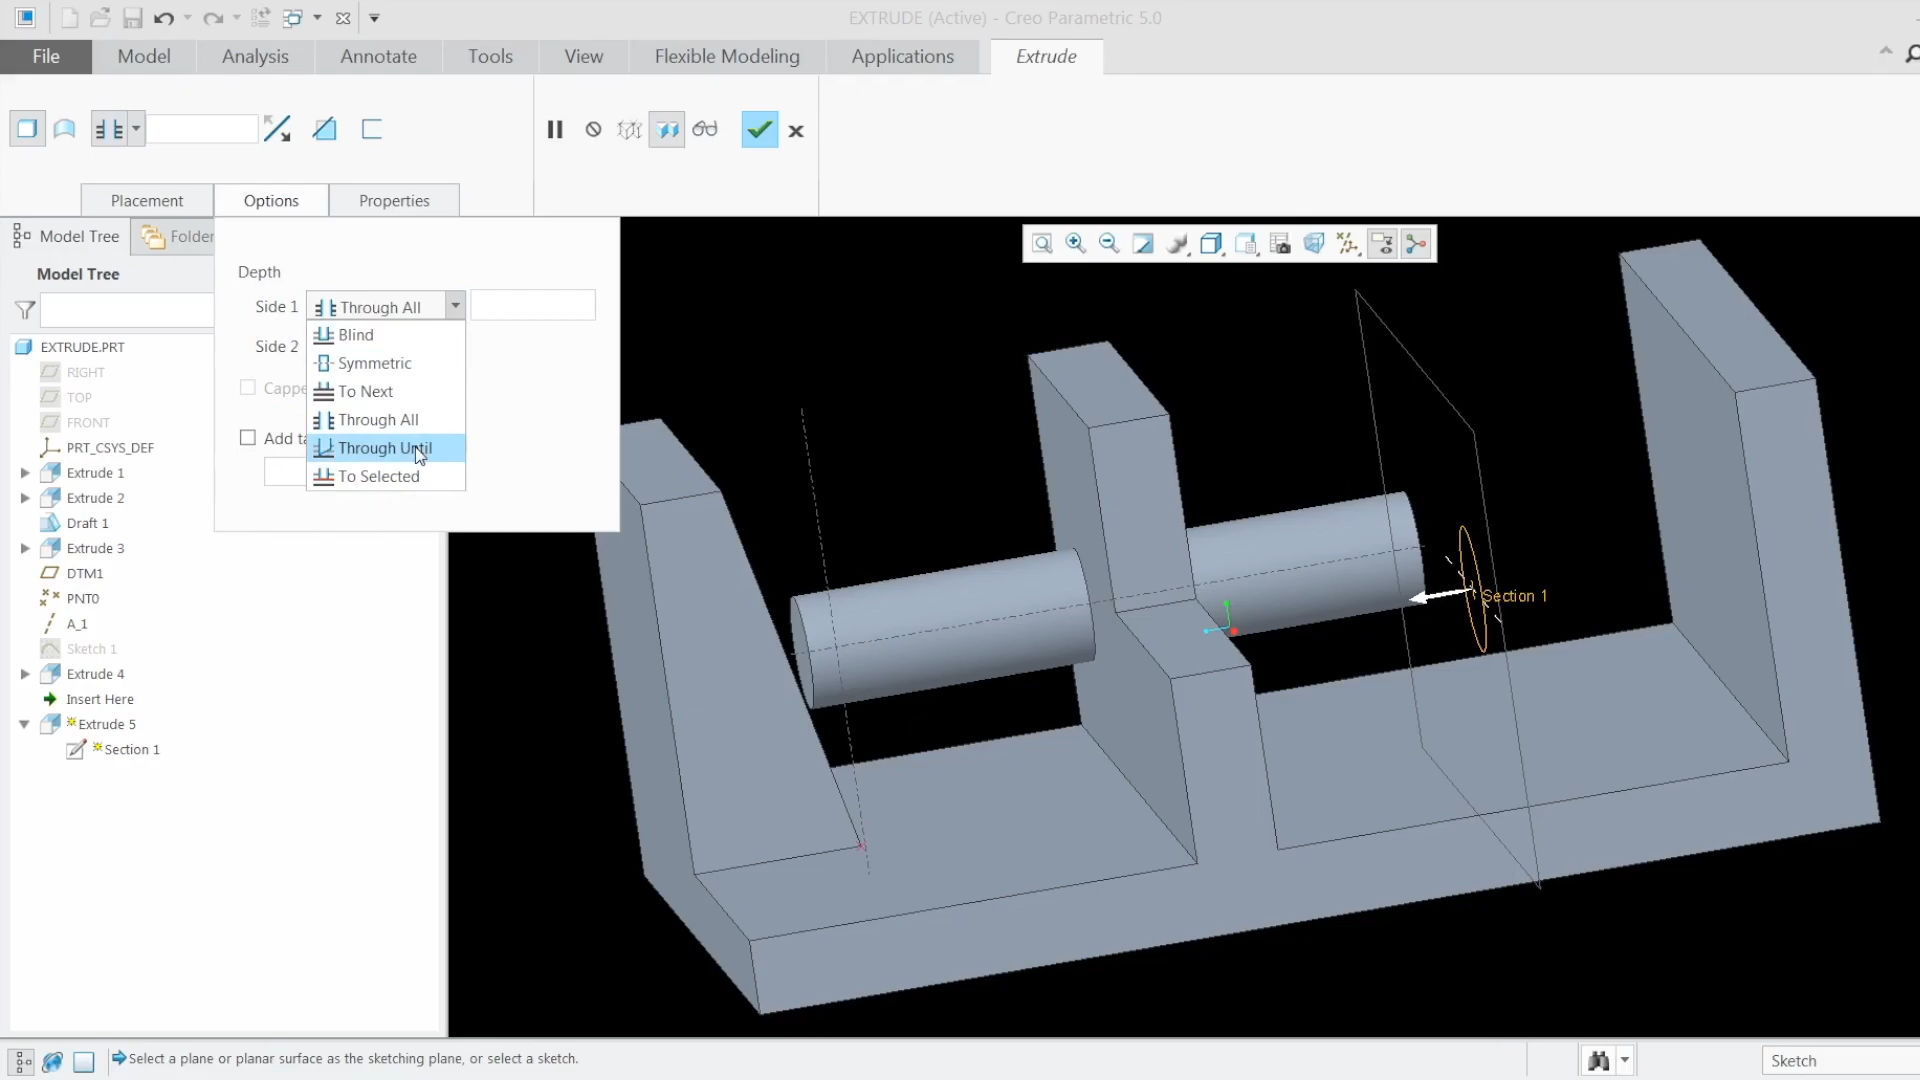 EXTRUDE (Active) - Creo Parametric 5.0
File Model Analysis Annotate Tools View Flexible Modeling Applications Extrude
Placement Options Properties
Model Tree Folder
Model Tree
Depth
Side 1 Through All
Blind
Side 2
Symmetric
To Next
Cappe
Through All
Add ta
Through Until
To Selected
EXTRUDE.PRT
RIGHT
TOP
FRONT
PRT_CSYS_DEF
Extrude 1
Extrude 2
Draft 1
Extrude 3
DTM1
PNT0
A_1
Sketch 1
Extrude 4
Insert Here
Extrude 5
Section 1
Section 1
Select a plane or planar surface as the sketching plane, or select a sketch.
Sketch